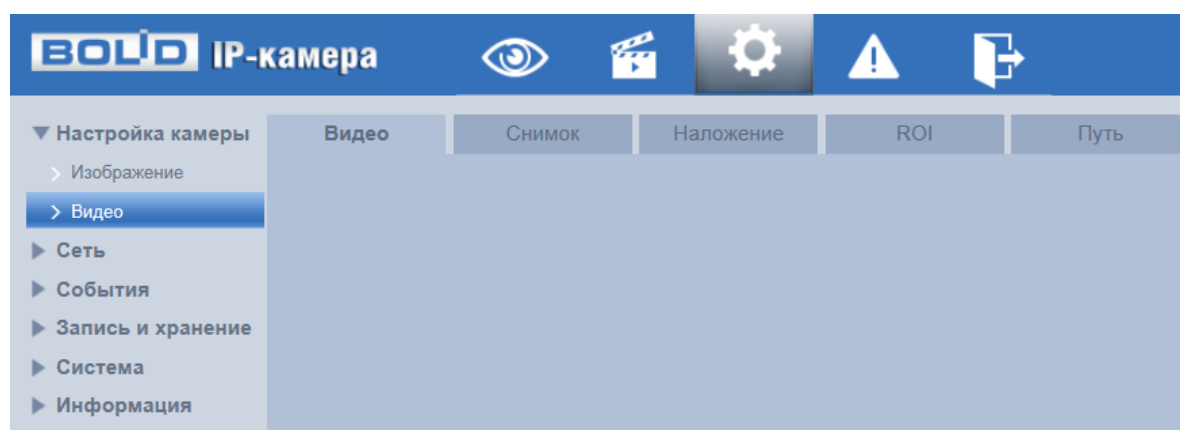 BOLID IP-камера
Настройка камеры
Видео
Снимок
Наложение
ROI
Путь
Изображение
Видео
Сеть
События
Запись и хранение
Система
Информация